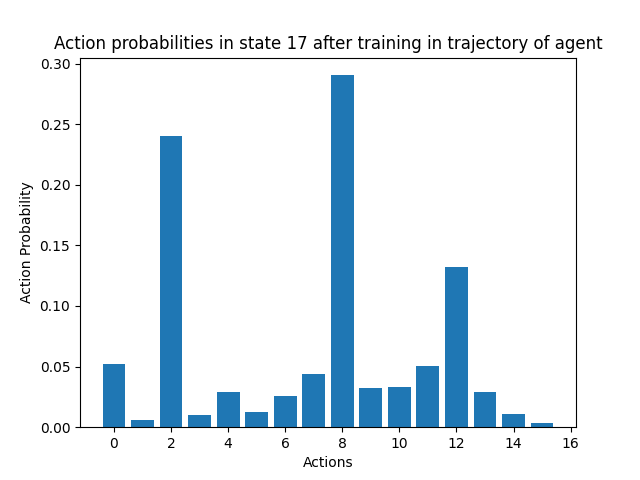 Action probabilities in state 17 after training in trajectory of agent
0.30
0.25
0.20
0.15
0.10
0.05
0.00
Action Probability
0 2 4 6 8 10 12 14 16
Actions